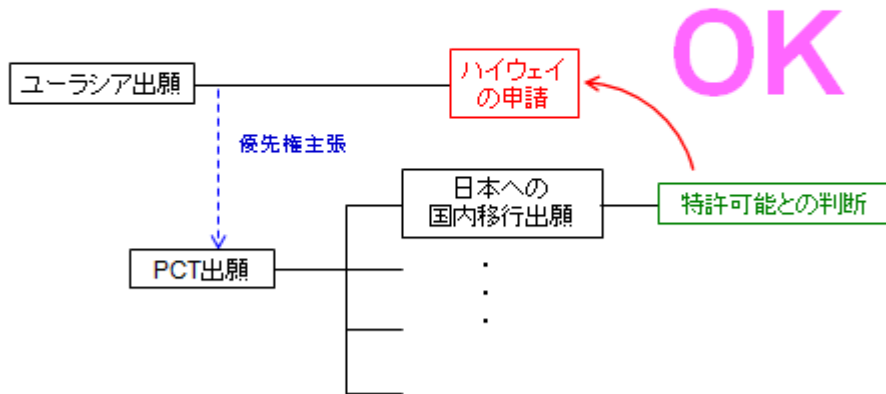 OK
ユーラシア出願
ハイウェイ
の申請
優先権主張
日本への
国内移行出願
特許可能との判断
PCT出願